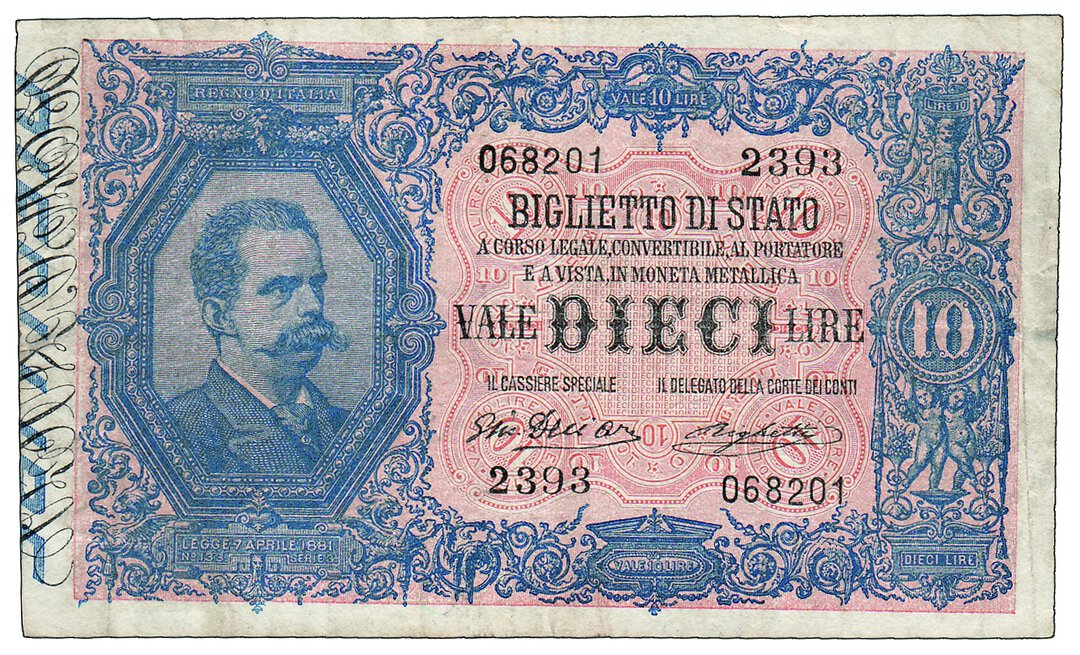 REGNO D'ITALIA
VALE 10 LIRE
LIRE 10
068201 2393
BIGLIETTO DI STATO
A CORSO LEGALE, CONVERTIBILE, AL PORTATORE
E A VISTA, IN MONETA METALLICA
VALE DIECI LIRE
10
IL CASSIERE SPECIALE IL DELEGATO DELLA CORTE DEI CONTI
2393 068201
LEGGE 7 APRILE 1881
SERIE 3ª
VALE 10 LIRE
DIECI LIRE